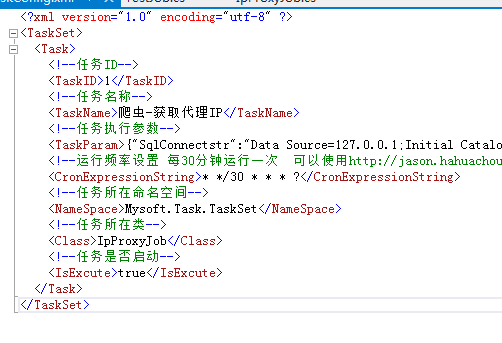 <?xml version="1.0" encoding="utf-8" ?>
<TaskSet>
<Task>
<!--任务ID-->
<TaskID>1</TaskID>
<!--任务名称-->
<TaskName>爬虫-获取代理IP</TaskName>
<!--任务执行参数-->
<TaskParam>{"SqlConnectstr":"Data Source=127.0.0.1;Initial Catalo
<!--运行频率设置 每30分钟运行一次  可以使用http://jason.hahuachou
<CronExpressionString>* */30 * * * ?</CronExpressionString>
<!--任务所在命名空间-->
<NameSpace>Mysoft.Task.TaskSet</NameSpace>
<!--任务所在类-->
<Class>IpProxyJob</Class>
<!--任务是否启动-->
<IsExcute>true</IsExcute>
</Task>
</TaskSet>